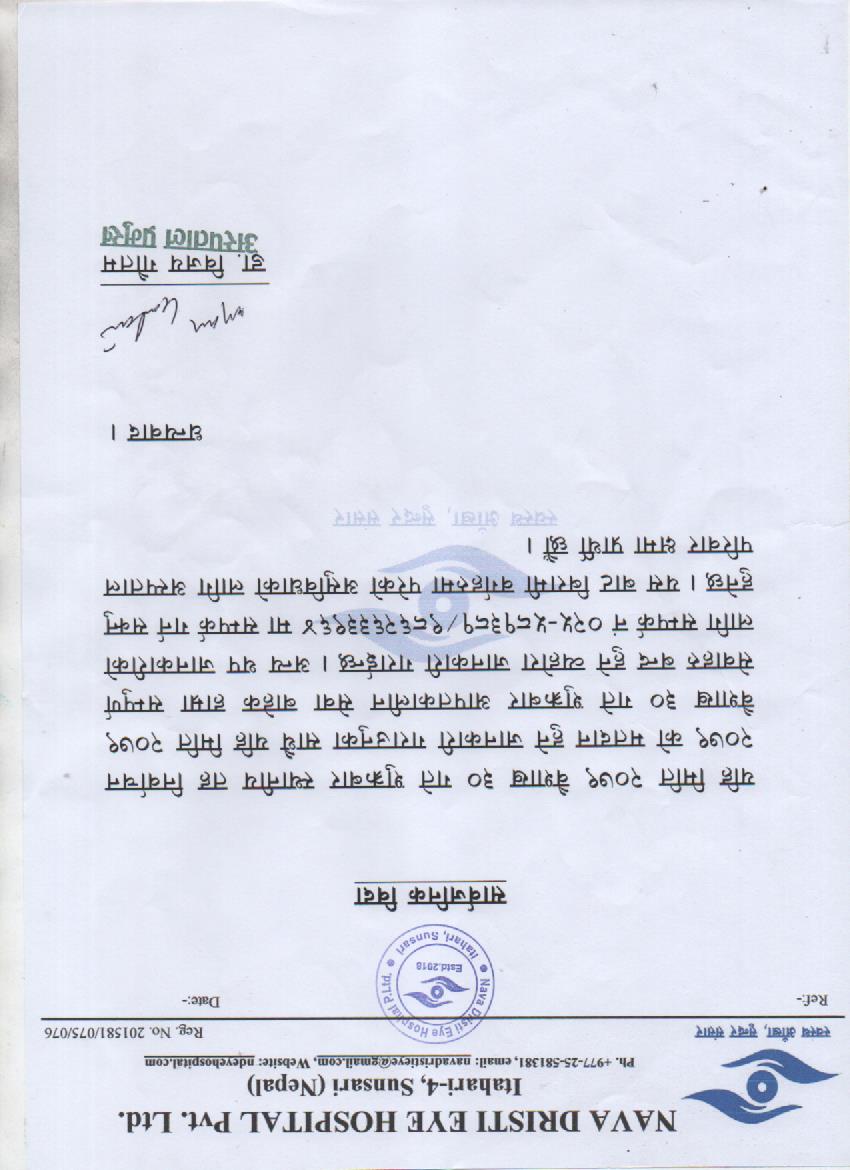 NAVA DRISTI EYE HOSPITAL Pvt. Ltd.
Itahari-4, Sunsari (Nepal)
Ph. +977-25-581381, email: navadristieye@gmail.com, Website: ndeyehospital.com
स्वस्थ आँखा, सुन्दर संसार
Reg. No. 201581/075/076
Ref:-
Date:-
Nava Dristi Eye Hospital P.Ltd.
Estd.2018
Itahari, Sunsari
सार्वजनिक विदा
यहि मिति २०७९ वैशाख ३० गते शुक्रबार स्थानीय तह निर्वाचन
२०७९ को मतदान हुने जानकारी गराउनुका साथै यहि मिति २०७९
वैशाख ३० गते शुक्रबार आपतकालीन सेवा बाहेक हाम्रा सम्पुर्ण
सेवाहरु बन्द हुने व्यहोरा जानकारी गराईन्छ । अन्य थप जानकारीको
लागि सम्पर्क नं ०२५-५८१३८१/९८६२६३३९६४ मा सम्पर्क गर्न सक्नु
हुनेछ । यस बाट बिरामी वर्गहरुमा परेको असुविधाको लागि अस्पताल
परिवार क्षमा प्रार्थी छौँ ।
स्वस्थ आँखा, सुन्दर संसार
धन्यवाद ।
डा. विजय गौतम
अस्पताल प्रमुख